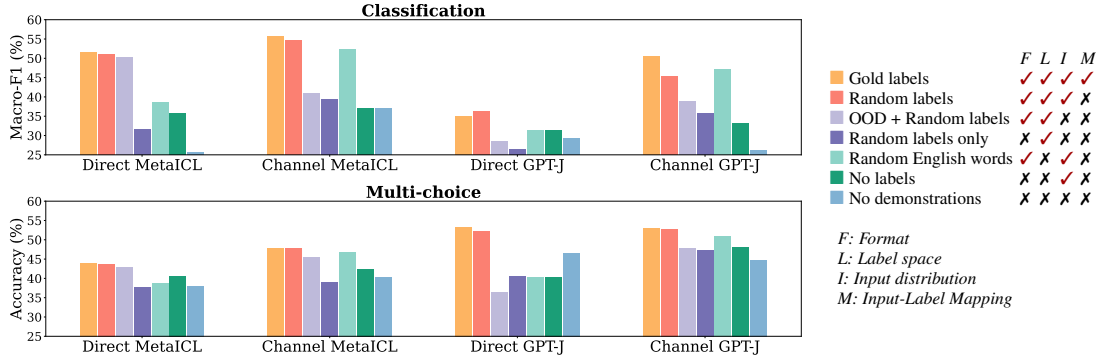 Classification
Macro-F1 (%)
60
55
50
45
40
35
30
25
Direct MetaICL
Channel MetaICL
Direct GPT-J
Channel GPT-J
Multi-choice
Accuracy (%)
60
55
50
45
40
35
30
25
Direct MetaICL
Channel MetaICL
Direct GPT-J
Channel GPT-J
F L I M
Gold labels ✓ ✓ ✓ ✓
Random labels ✓ ✓ ✓ ✗
OOD + Random labels ✓ ✓ ✗ ✗
Random labels only ✗ ✓ ✗ ✗
Random English words ✓ ✗ ✓ ✗
No labels ✗ ✗ ✓ ✗
No demonstrations ✗ ✗ ✗ ✗
F: Format
L: Label space
I: Input distribution
M: Input-Label Mapping